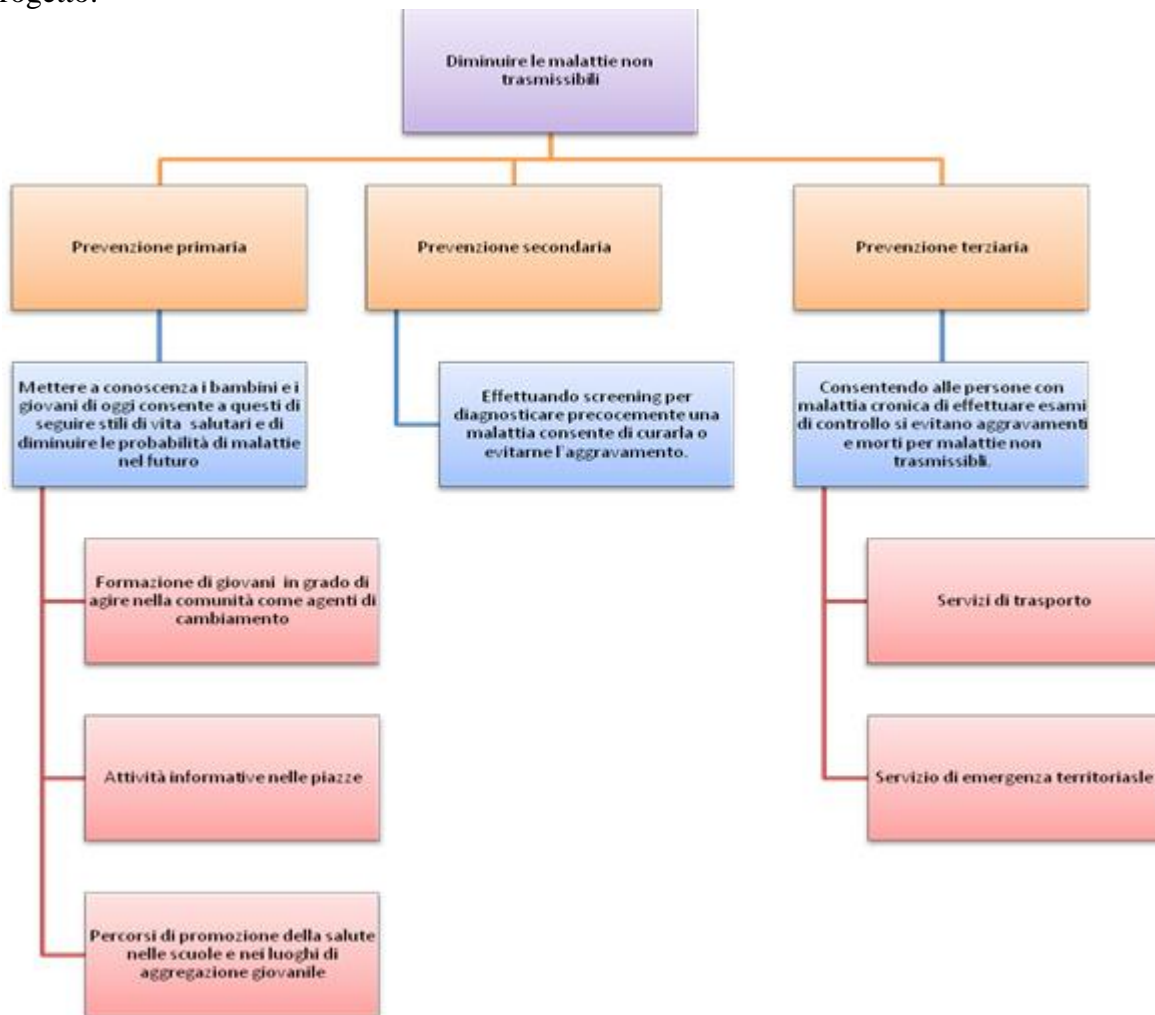 rogetto.
Diminuire le malattie non
trasmissibili
Prevenzione primaria
Prevenzione secondaria
Prevenzione terziaria
Mettere a conoscenza i bambini e i
giovani di oggi consente a questi di
seguire stili di vita salutari e di
diminuire le probabilità di malattie
nel futuro
Effettuando screening per
diagnosticare precocemente una
malattia consente di curarla o
evitarne l'aggravamento.
Consentendo alle persone con
malattia cronica di effettuare esami
di controllo si evitano aggravamenti
e morti per malattie non
trasmissibli.
Formazione di giovani in grado di
agire nella comunità come agenti di
cambiamento
Attività informative nelle piazze
Percorsi di promozione della salute
nelle scuole e nei luoghi di
aggregazione giovanile
Servizi di trasporto
Servizio di emergenza territoriasle